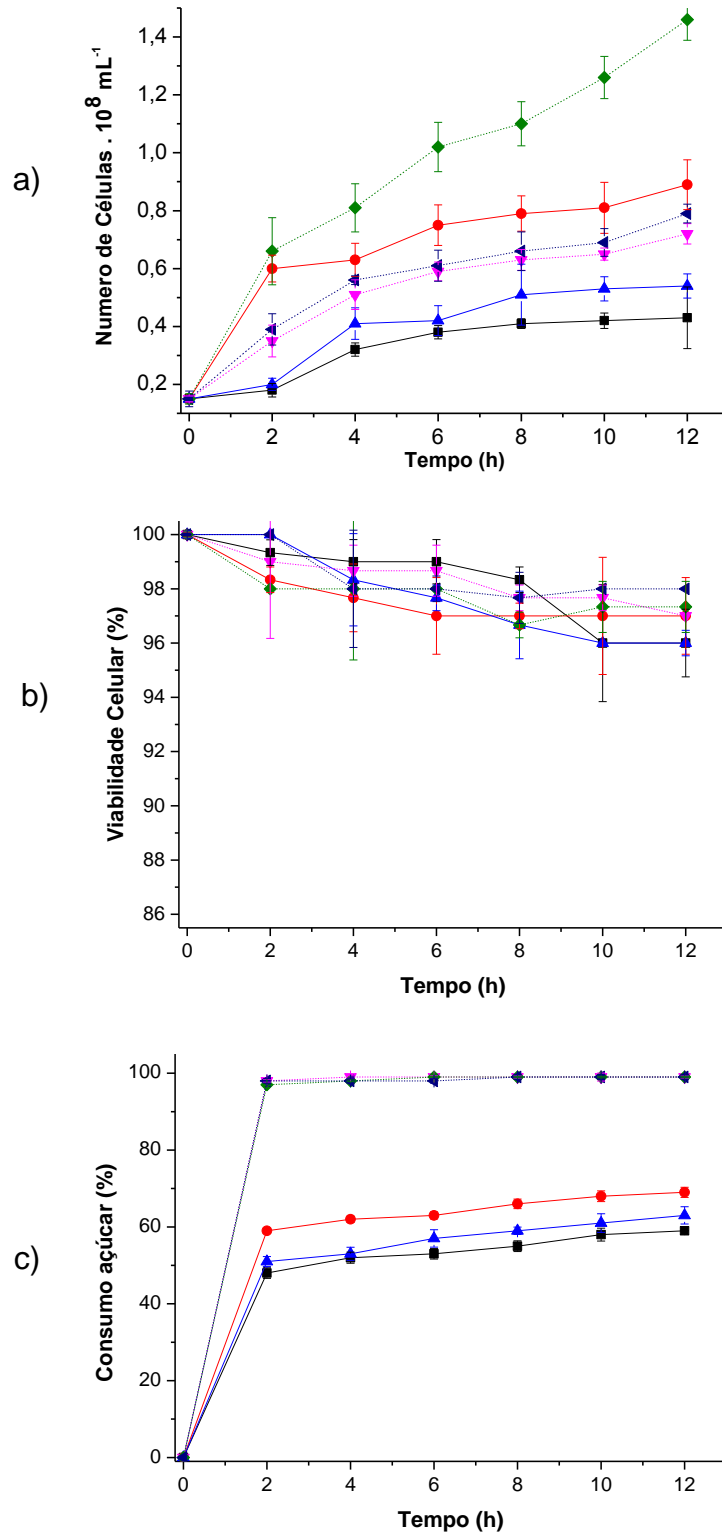 a)
Numero de Células . 10⁸ mL⁻¹
1,4
1,2
1,0
0,8
0,6
0,4
0,2
0 2 4 6 8 10 12
Tempo (h)
b)
Viabilidade Celular (%)
100
98
96
94
92
90
88
86
0 2 4 6 8 10 12
Tempo (h)
c)
Consumo açúcar (%)
100
80
60
40
20
0
0 2 4 6 8 10 12
Tempo (h)